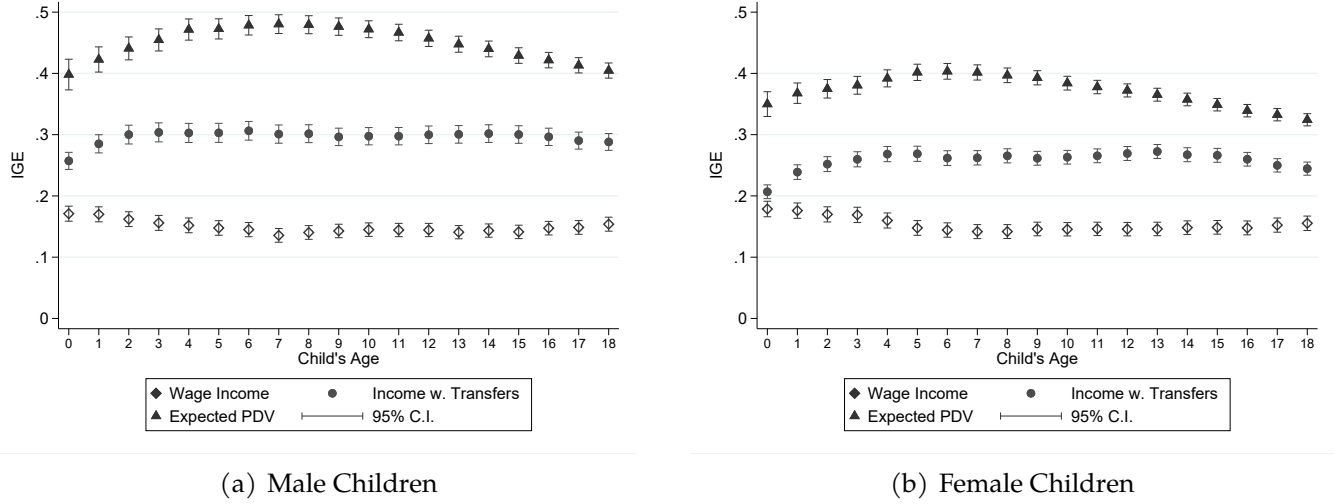 .5
.4
.3
.2
.1
0
IGE
0 1 2 3 4 5 6 7 8 9 10 11 12 13 14 15 16 17 18
Child's Age
Wage Income Income w. Transfers
Expected PDV 95% C.I.
(a) Male Children
.5
.4
.3
.2
.1
0
IGE
0 1 2 3 4 5 6 7 8 9 10 11 12 13 14 15 16 17 18
Child's Age
Wage Income Income w. Transfers
Expected PDV 95% C.I.
(b) Female Children